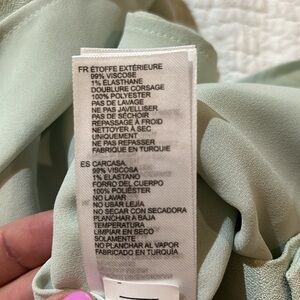 FR ÉTOFFE EXTÉRIEURE
99% VISCOSE
1% ÉLASTHANE
DOUBLURE CORSAGE
100% POLYESTER
PAS DE LAVAGE
NE PAS JAVELLISER
PAS DE SÉCHOIR
REPASSAGE À FROID
NETTOYER À SEC
UNIQUEMENT
NE PAS REPASSER
FABRIQUE EN TURQUIE
ES CARCASA
99% VISCOSA
1% ELASTANO
FORRO DEL CUERPO
100% POLIÉSTER
NO LAVAR
NO USAR LEJÍA
NO SECAR CON SECADORA
PLANCHAR A BAJA
TEMPERATURA
LIMPIAR EN SECO
SOLAMENTE
NO PLANCHAR AL VAPOR
FABRICADO EN TURQUÍA